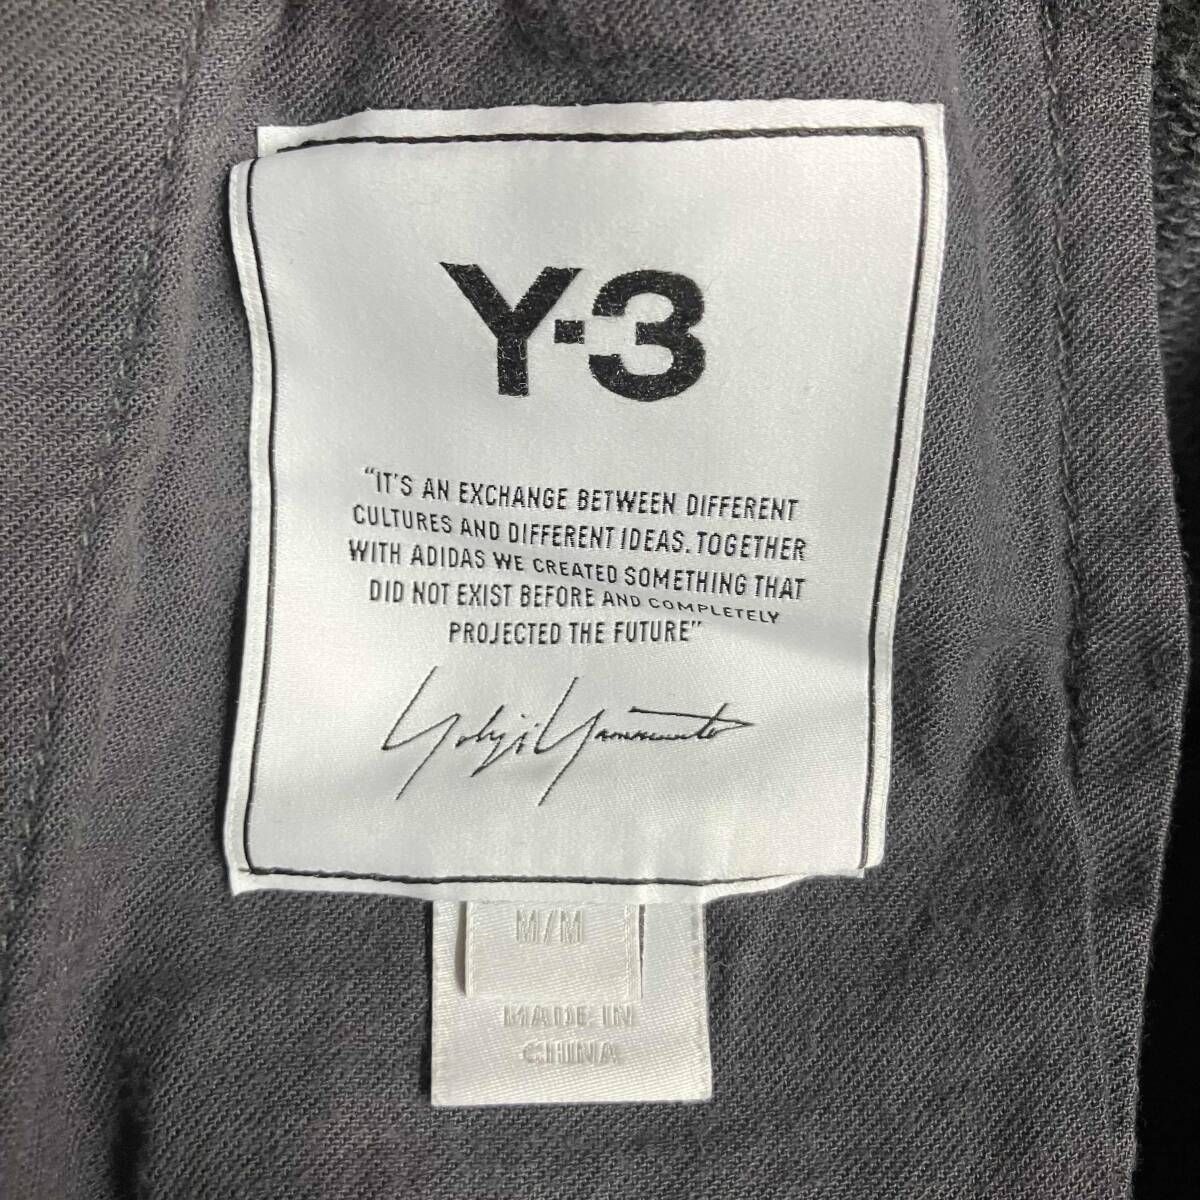 Y-3
"IT'S AN EXCHANGE BETWEEN DIFFERENT
CULTURES AND DIFFERENT IDEAS. TOGETHER
WITH ADIDAS WE CREATED SOMETHING THAT
DID NOT EXIST BEFORE AND COMPLETELY
PROJECTED THE FUTURE"
Yohji Yamamoto
M/M
MADE IN
CHINA